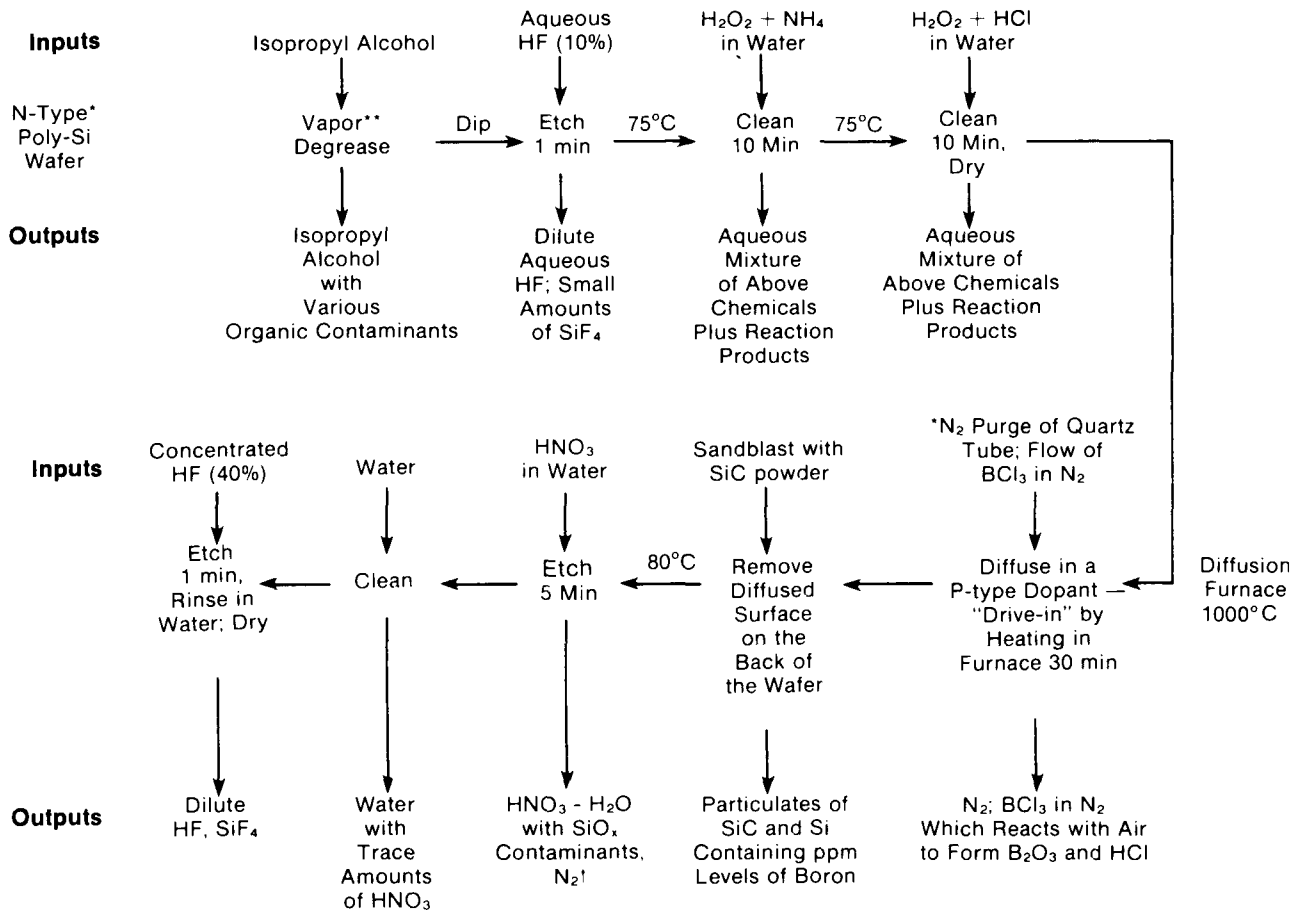 Inputs
Isopropyl Alcohol
Aqueous
HF (10%)
H₂O₂ + NH₄
in Water
H₂O₂ + HCl
in Water
N-Type*
Poly-Si
Wafer
Vapor**
Degrease
Dip
Etch
1 min
75°C
Clean
10 Min
75°C
Clean
10 Min,
Dry
Outputs
Isopropyl
Alcohol
with
Various
Organic Contaminants
Dilute
Aqueous
HF; Small
Amounts
of SiF₄
Aqueous
Mixture
of Above
Chemicals
Plus Reaction
Products
Aqueous
Mixture of
Above Chemicals
Plus Reaction
Products
Inputs
Concentrated
HF (40%)
Water
HNO₃
in Water
Sandblast with
SiC powder
*N₂ Purge of Quartz
Tube; Flow of
BCl₃ in N₂
Etch
1 min,
Rinse in
Water; Dry
Clean
Etch
5 Min
80°C
Remove
Diffused
Surface
on the
Back of
the Wafer
Diffuse in a
P-type Dopant —
"Drive-in" by
Heating in
Furnace 30 min
Diffusion
Furnace
1000°C
Outputs
Dilute
HF, SiF₄
Water
with
Trace
Amounts
of HNO₃
HNO₃ - H₂O
with SiOₓ
Contaminants,
N₂†
Particulates of
SiC and Si
Containing ppm
Levels of Boron
N₂; BCl₃ in N₂
Which Reacts with Air
to Form B₂O₃ and HCl